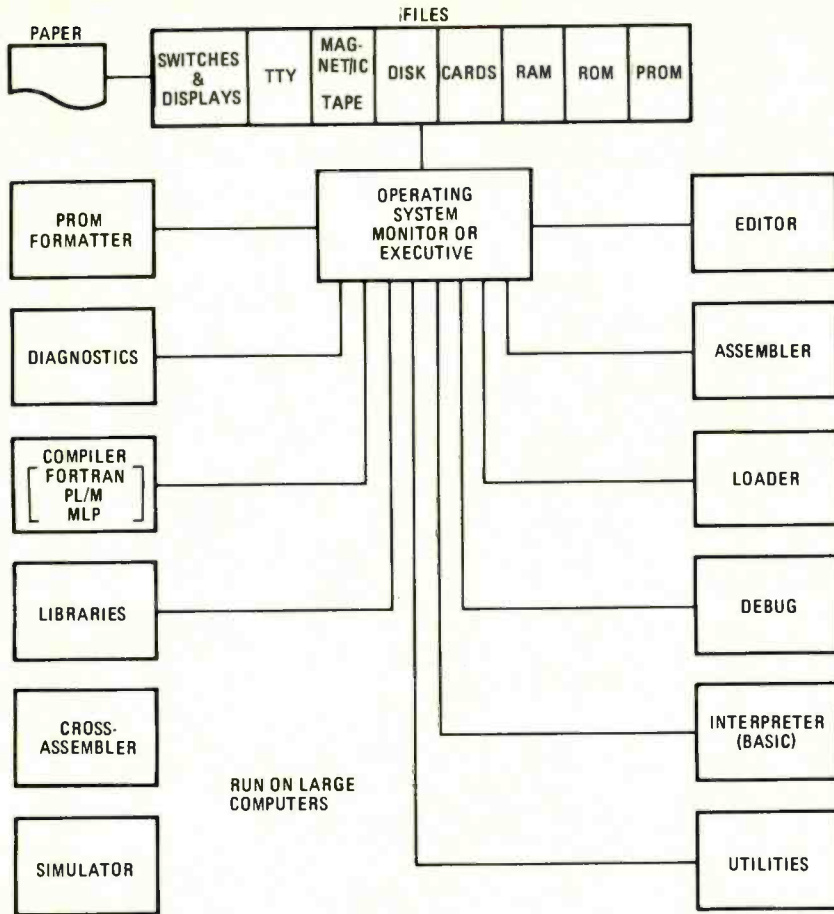 FILES
PAPER
SWITCHES
&
DISPLAYS
TTY
MAG-
NET/IC
TAPE
DISK
CARDS
RAM
ROM
PROM
OPERATING
SYSTEM
MONITOR OR
EXECUTIVE
PROM
FORMATTER
EDITOR
DIAGNOSTICS
ASSEMBLER
COMPILER
FORTRAN
PL/M
MLP
LOADER
LIBRARIES
DEBUG
CROSS-
ASSEMBLER
INTERPRETER
(BASIC)
RUN ON LARGE
COMPUTERS
SIMULATOR
UTILITIES